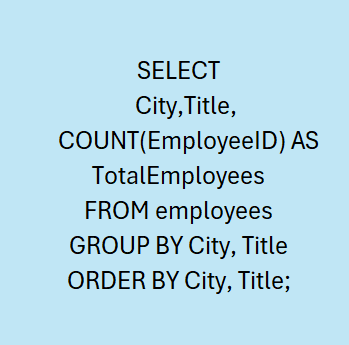 SELECT
City,Title,
COUNT(EmployeeID) AS
TotalEmployees
FROM employees
GROUP BY City, Title
ORDER BY City, Title;